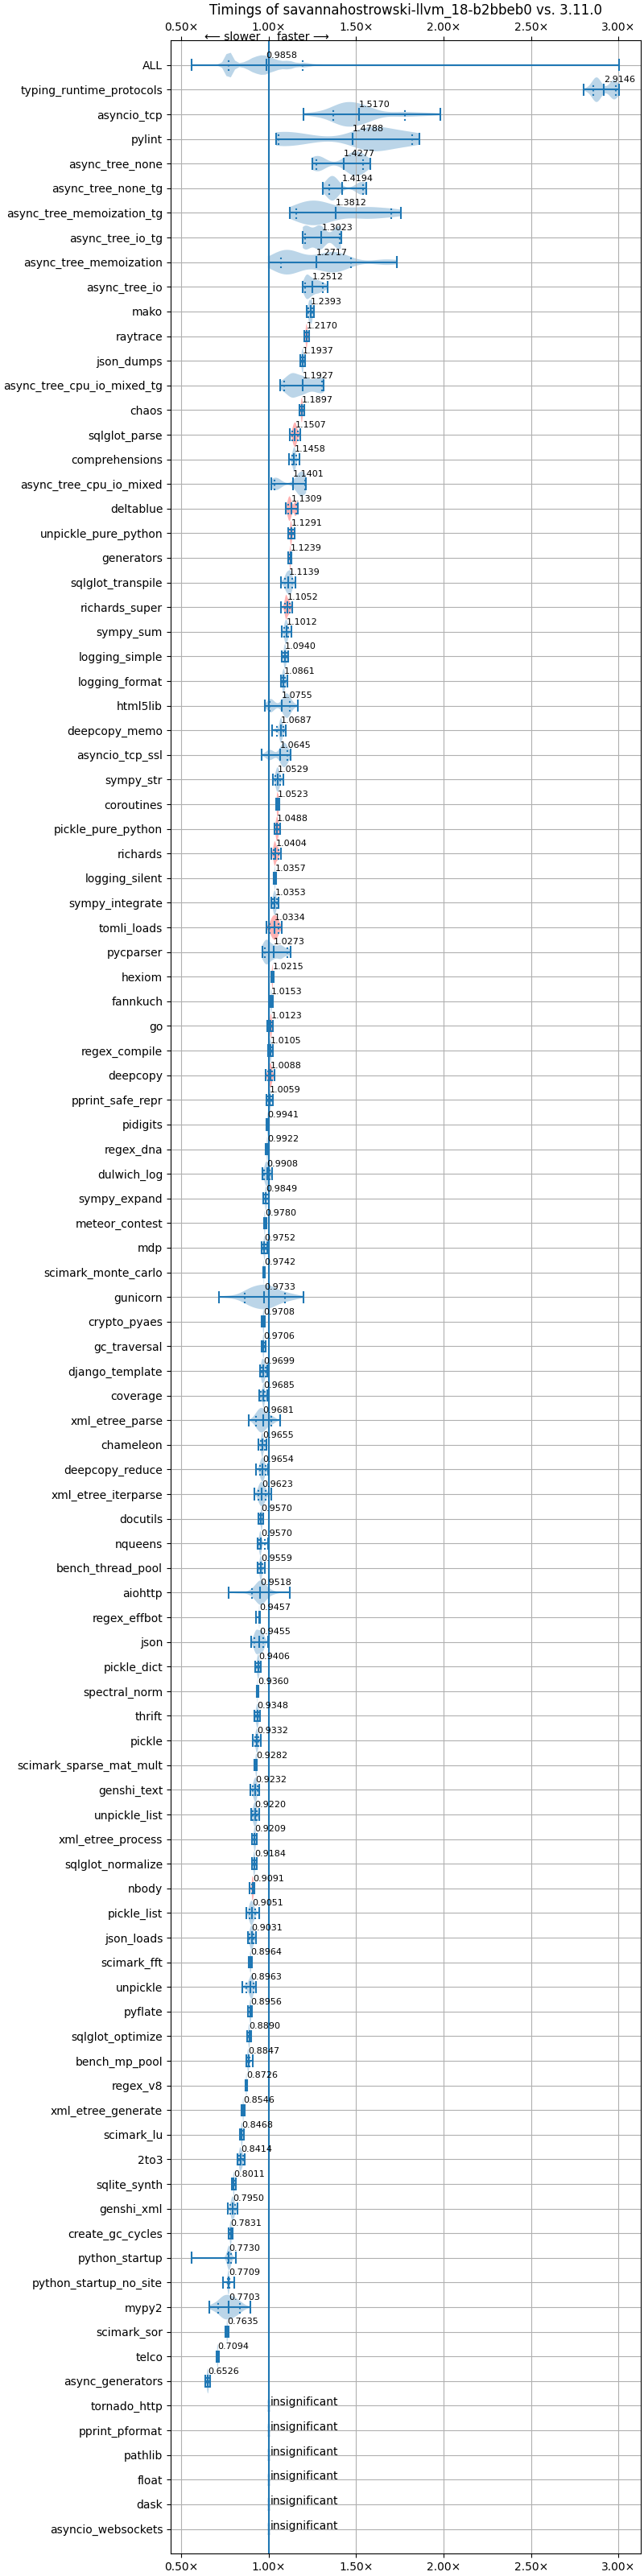 Timings of savannahostrowski-llvm_18-b2bbeb0 vs. 3.11.0
0.50× 1.00× 1.50× 2.00× 2.50× 3.00×
← slower faster →
ALL 0.9858
typing_runtime_protocols 2.9146
asyncio_tcp 1.5170
pylint 1.4788
async_tree_none 1.4277
async_tree_none_tg 1.4194
async_tree_memoization_tg 1.3812
async_tree_io_tg 1.3023
async_tree_memoization 1.2717
async_tree_io 1.2512
mako 1.2393
raytrace 1.2170
json_dumps 1.1937
async_tree_cpu_io_mixed_tg 1.1927
chaos 1.1897
sqlglot_parse 1.1507
comprehensions 1.1458
async_tree_cpu_io_mixed 1.1401
deltablue 1.1309
unpickle_pure_python 1.1291
generators 1.1239
sqlglot_transpile 1.1139
richards_super 1.1052
sympy_sum 1.1012
logging_simple 1.0940
logging_format 1.0861
html5lib 1.0755
deepcopy_memo 1.0687
asyncio_tcp_ssl 1.0645
sympy_str 1.0529
coroutines 1.0523
pickle_pure_python 1.0488
richards 1.0404
logging_silent 1.0357
sympy_integrate 1.0353
tomli_loads 1.0334
pycparser 1.0273
hexiom 1.0215
fannkuch 1.0153
go 1.0123
regex_compile 1.0105
deepcopy 1.0088
pprint_safe_repr 1.0059
pidigits 0.9941
regex_dna 0.9922
dulwich_log 0.9908
sympy_expand 0.9849
meteor_contest 0.9780
mdp 0.9752
scimark_monte_carlo 0.9742
gunicorn 0.9733
crypto_pyaes 0.9708
gc_traversal 0.9706
django_template 0.9699
coverage 0.9685
xml_etree_parse 0.9681
chameleon 0.9655
deepcopy_reduce 0.9654
xml_etree_iterparse 0.9623
docutils 0.9570
nqueens 0.9570
bench_thread_pool 0.9559
aiohttp 0.9518
regex_effbot 0.9457
json 0.9455
pickle_dict 0.9406
spectral_norm 0.9360
thrift 0.9348
pickle 0.9332
scimark_sparse_mat_mult 0.9282
genshi_text 0.9232
unpickle_list 0.9220
xml_etree_process 0.9209
sqlglot_normalize 0.9184
nbody 0.9091
pickle_list 0.9051
json_loads 0.9031
scimark_fft 0.8964
unpickle 0.8963
pyflate 0.8956
sqlglot_optimize 0.8890
bench_mp_pool 0.8847
regex_v8 0.8726
xml_etree_generate 0.8546
scimark_lu 0.8468
2to3 0.8414
sqlite_synth 0.8011
genshi_xml 0.7950
create_gc_cycles 0.7831
python_startup 0.7730
python_startup_no_site 0.7709
mypy2 0.7703
scimark_sor 0.7635
telco 0.7094
async_generators 0.6526
tornado_http insignificant
pprint_pformat insignificant
pathlib insignificant
float insignificant
dask insignificant
asyncio_websockets insignificant
0.50× 1.00× 1.50× 2.00× 2.50× 3.00×